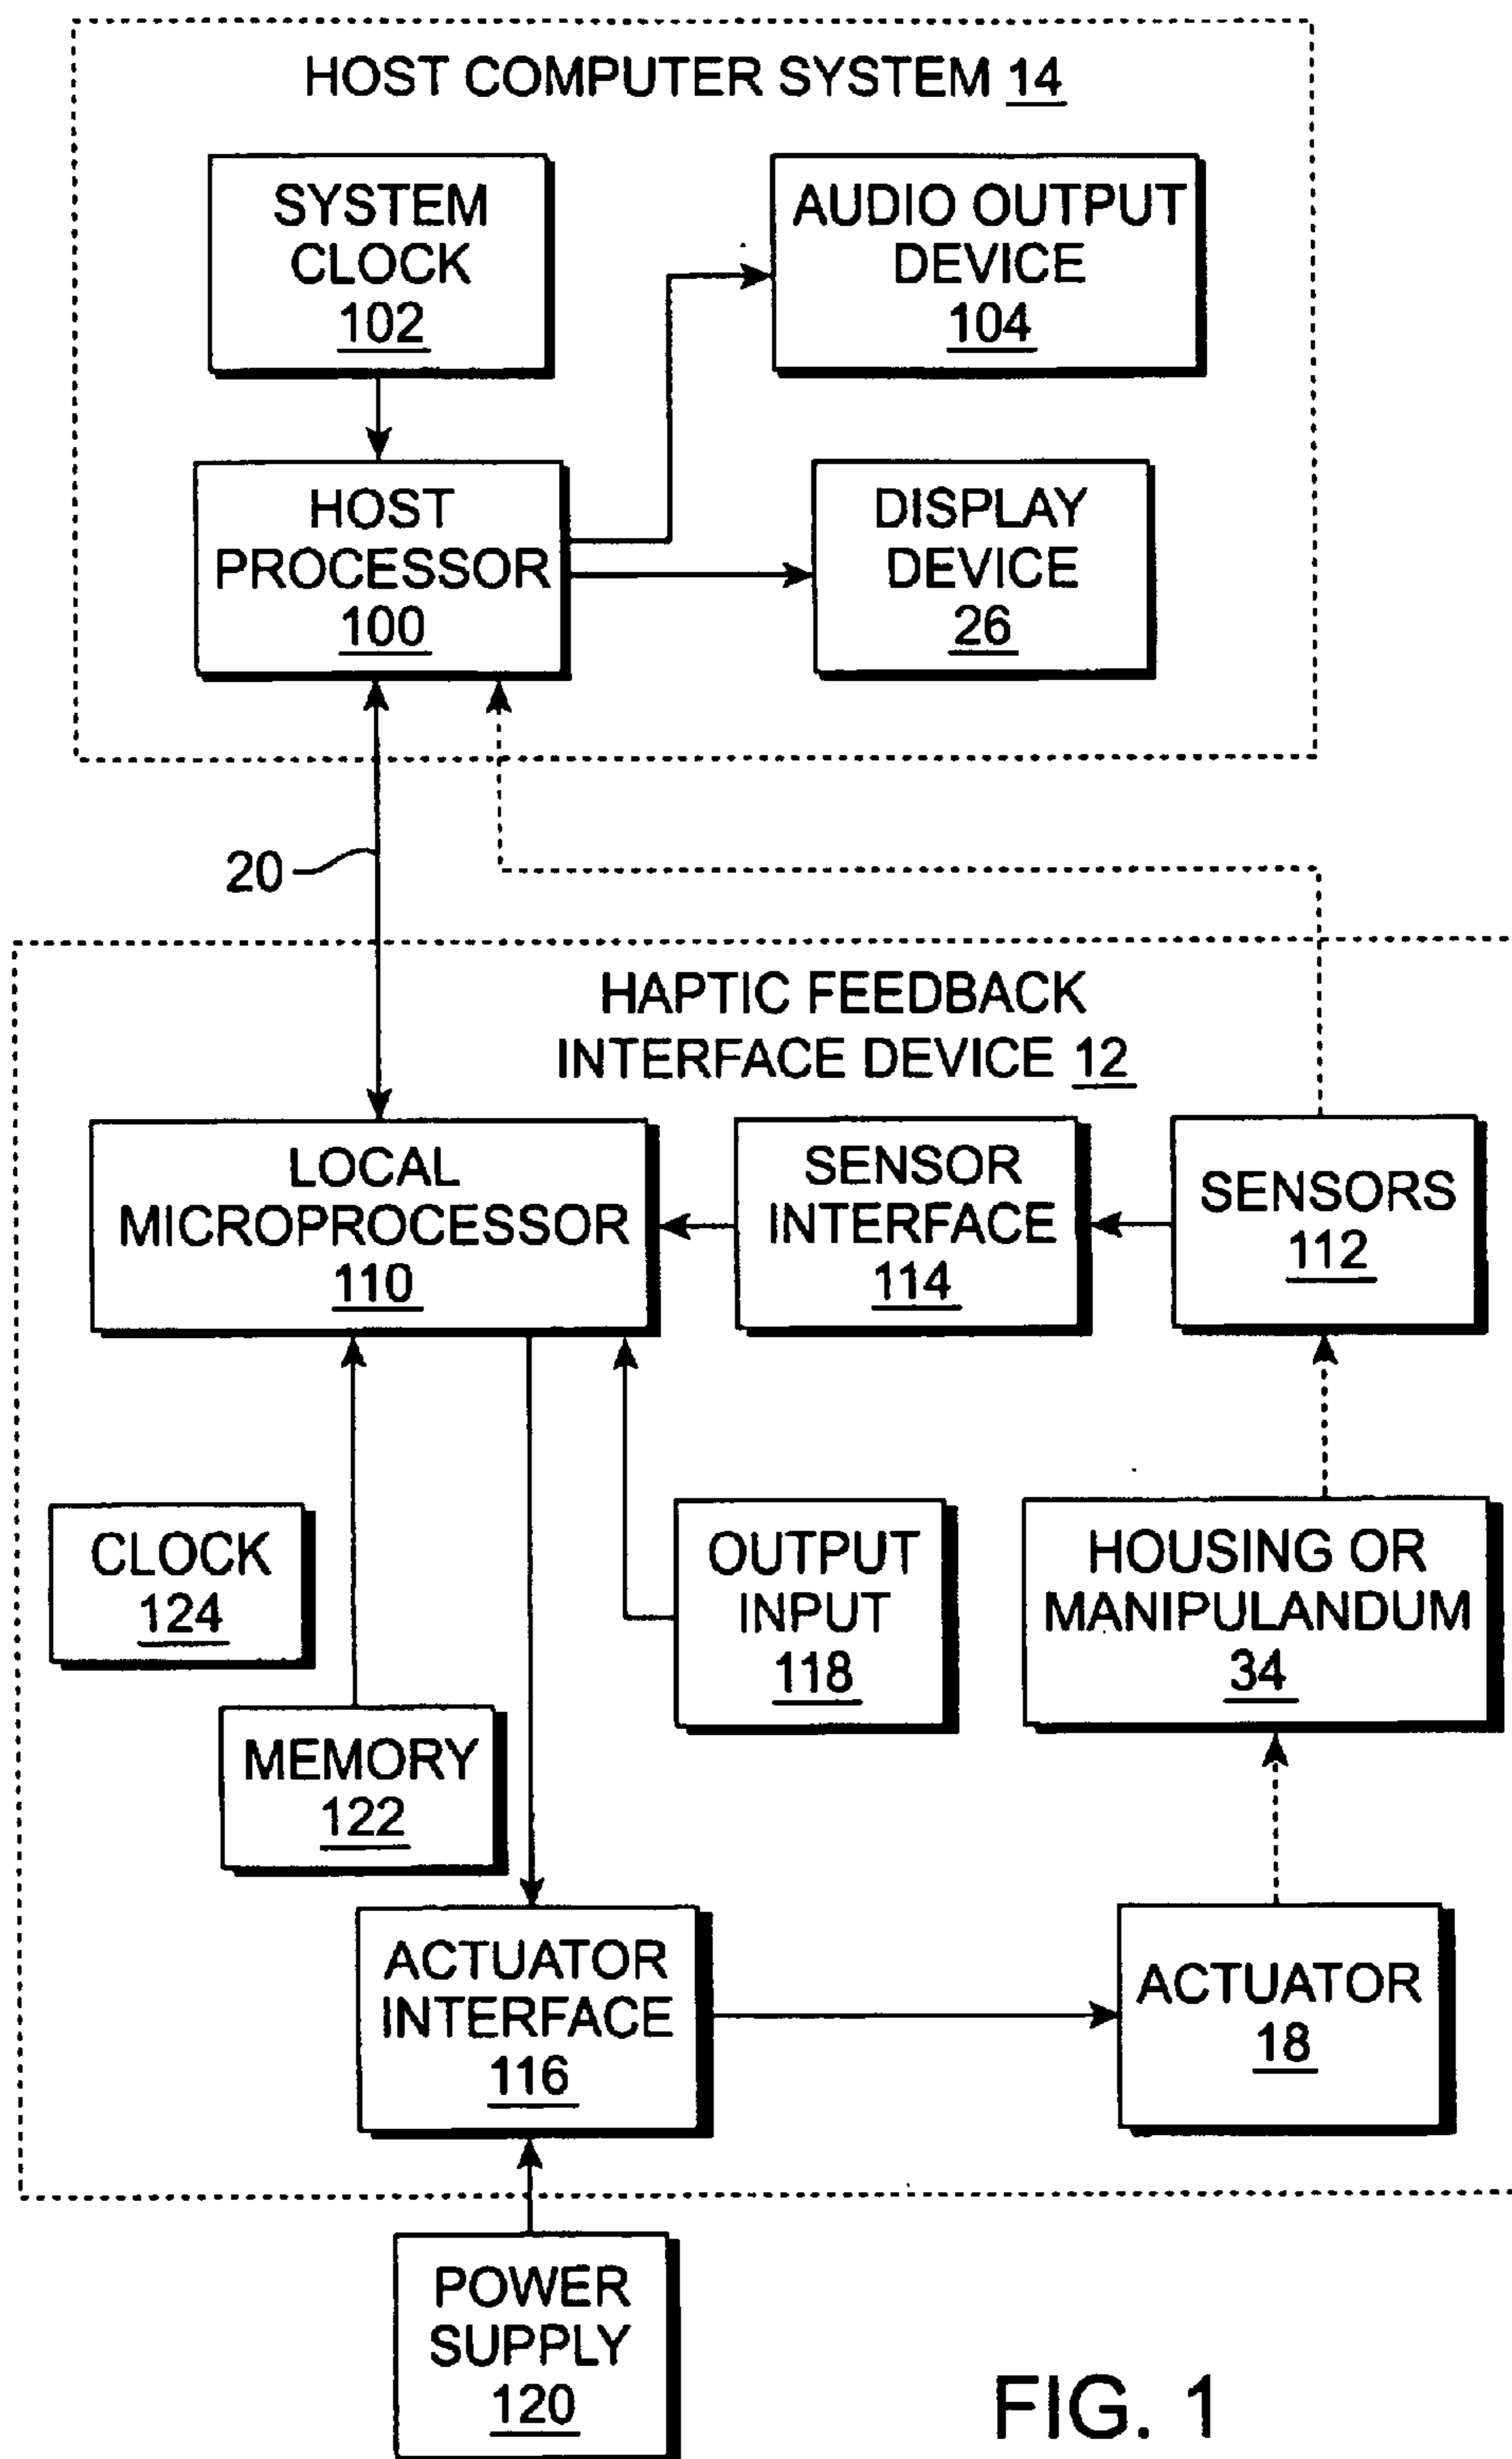 HOST COMPUTER SYSTEM 14
SYSTEM
CLOCK
102
AUDIO OUTPUT
DEVICE
104
HOST
PROCESSOR
100
DISPLAY
DEVICE
26
20
HAPTIC FEEDBACK
INTERFACE DEVICE 12
LOCAL
MICROPROCESSOR
110
SENSOR
INTERFACE
114
SENSORS
112
CLOCK
124
OUTPUT
INPUT
118
HOUSING OR
MANIPULANDUM
34
MEMORY
122
ACTUATOR
INTERFACE
116
ACTUATOR
18
POWER
SUPPLY
120
FIG. 1